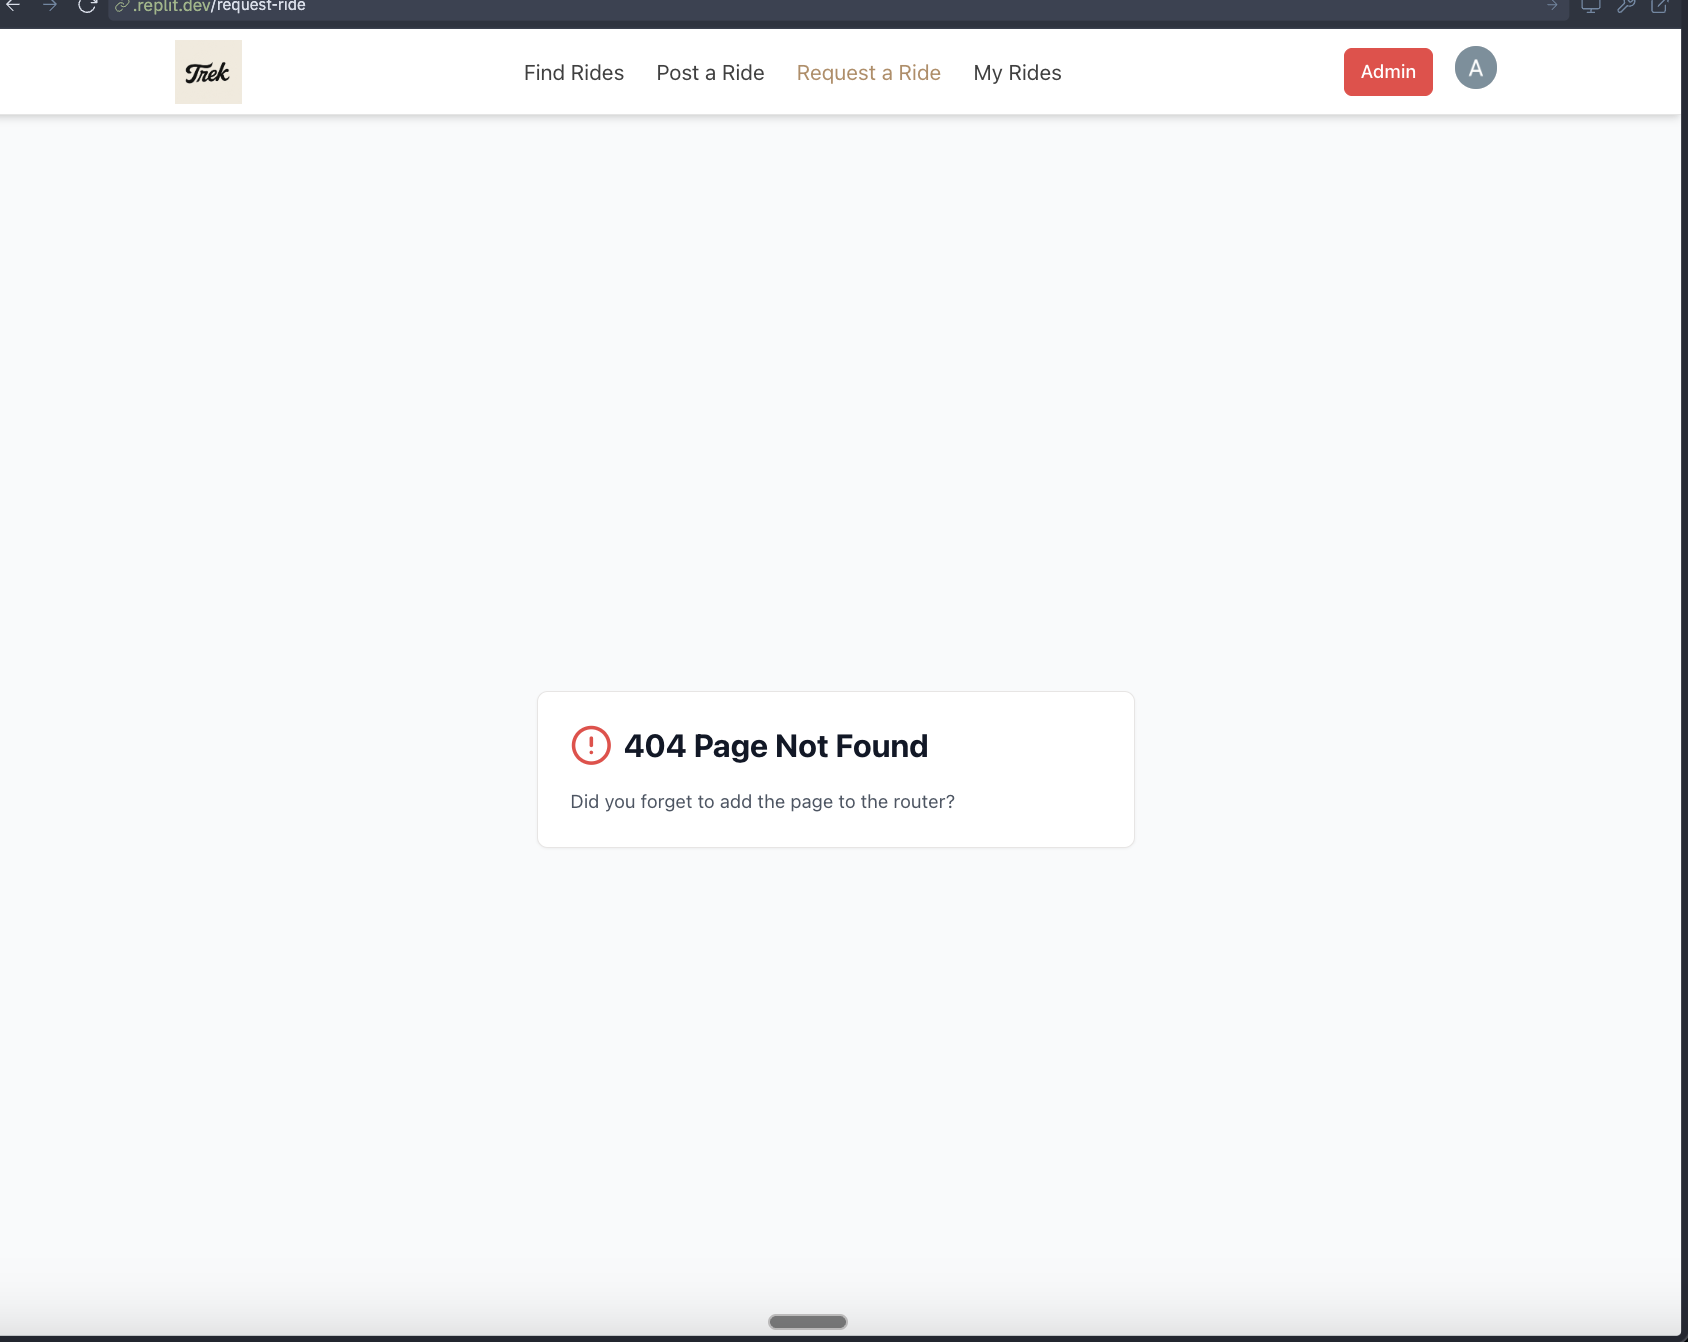 .replit.dev/request-ride
Trek
Find Rides
Post a Ride
Request a Ride
My Rides
Admin
A
404 Page Not Found
Did you forget to add the page to the router?